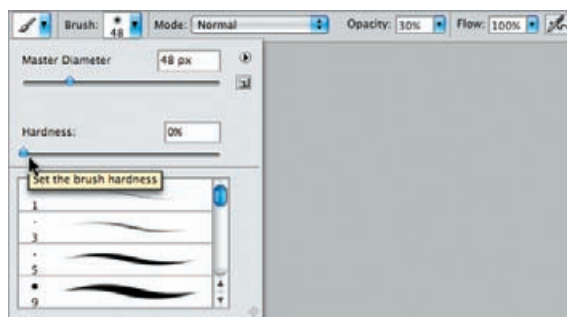 Brush: 48 Mode: Normal Opacity: 30% Flow: 100%
Master Diameter 48 px
Hardness: 0%
Set the brush hardness
1
3
5
9